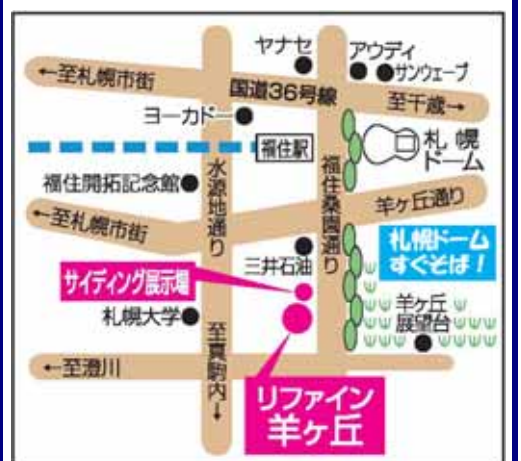 ヤナセ
アウディ
サンウェーブ
←至札幌市街
国道36号線
至千歳→
ヨーカドー
福住駅
札幌
ドーム
福住開拓記念館
水源地通り
福住桑園通り
羊ヶ丘通り
←至札幌市街
札幌ドーム
すぐそば！
三井石油
サイディング展示場
札幌大学
羊ヶ丘
展望台
至真駒内→
←至澄川
リファイン
羊ヶ丘